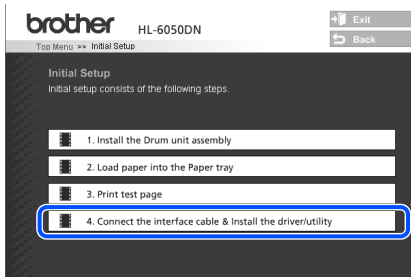 brother HL-6050DN
Exit
Back
Top Menu >> Initial Setup
Initial Setup
Initial setup consists of the following steps.
1. Install the Drum unit assembly
2. Load paper into the Paper tray
3. Print test page
4. Connect the interface cable & Install the driver/utility